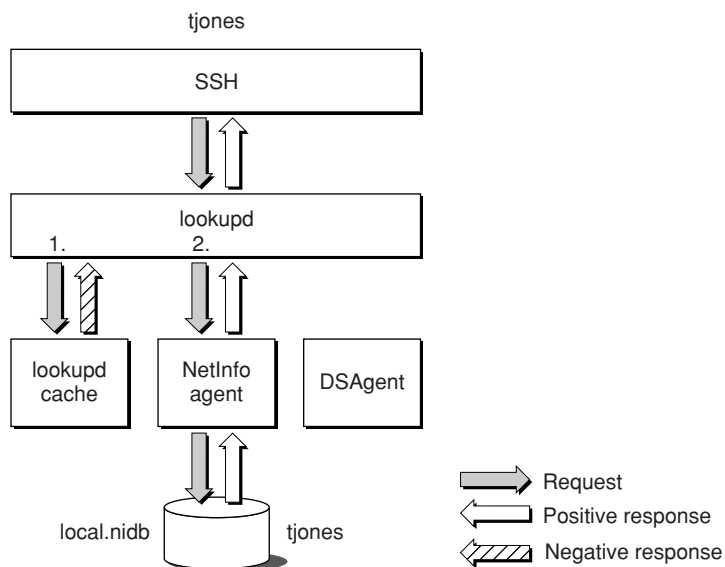 tjones
SSH
lookupd
1. 2.
lookupd
cache
NetInfo
agent
DSAgent
local.nidb tjones
Request
Positive response
Negative response